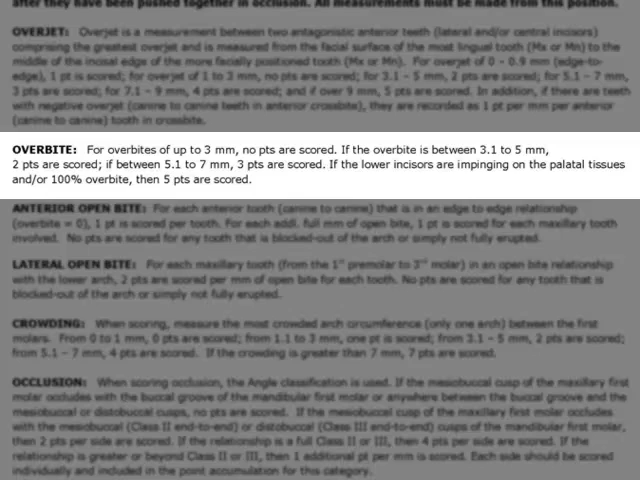 after they have been pushed together in occlusion. All measurements must be made from this position.
OVERJET: Overjet is a measurement between two antagonistic anterior teeth (lateral and/or central incisors)
comprising the greatest overjet and is measured from the facial surface of the most lingual tooth (Mx or Mn) to the
middle of the incisal edge of the more facially positioned tooth (Mx or Mn). For overjet of 0 – 0.9 mm (edge-to-
edge), 1 pt is scored; for overjet of 1 to 3 mm, no pts are scored; for 3.1 – 5 mm, 2 pts are scored; for 5.1 – 7 mm,
3 pts are scored; for 7.1 – 9 mm, 4 pts are scored; and if over 9 mm, 5 pts are scored. In addition, if there are teeth
with negative overjet (canine to canine teeth in anterior crossbite), they are recorded as 1 pt per mm per anterior
(canine to canine) tooth in crossbite.
OVERBITE: For overbites of up to 3 mm, no pts are scored. If the overbite is between 3.1 to 5 mm,
2 pts are scored; if between 5.1 to 7 mm, 3 pts are scored. If the lower incisors are impinging on the palatal tissues
and/or 100% overbite, then 5 pts are scored.
ANTERIOR OPEN BITE: For each anterior tooth (canine to canine) that is in an edge to edge relationship
(overbite = 0), 1 pt is scored per tooth. For each addl. full mm of open bite, 1 pt is scored for each maxillary tooth
involved. No pts are scored for any tooth that is blocked-out of the arch or simply not fully erupted.
LATERAL OPEN BITE: For each maxillary tooth (from the 1st premolar to 3rd molar) in an open bite relationship
with the lower arch, 2 pts are scored per mm of open bite for each tooth. No pts are scored for any tooth that is
blocked-out of the arch or simply not fully erupted.
CROWDING: When scoring, measure the most crowded arch circumference (only one arch) between the first
molars. From 0 to 1 mm, 0 pts are scored; from 1.1 to 3 mm, one pt is scored; from 3.1 – 5 mm, 2 pts are scored;
from 5.1 – 7 mm, 4 pts are scored. If the crowding is greater than 7 mm, 7 pts are scored.
OCCLUSION: When scoring occlusion, the Angle classification is used. If the mesiobuccal cusp of the maxillary first
molar occludes with the buccal groove of the mandibular first molar or anywhere between the buccal groove and the
mesiobuccal or distobuccal cusps, no pts are scored. If the mesiobuccal cusp of the maxillary first molar occludes
with the mesiobuccal (Class II end-to-end) or distobuccal (Class III end-to-end) cusps of the mandibular first molar,
then 2 pts per side are scored. If the relationship is a full Class II or III, then 4 pts per side are scored. If the
relationship is greater or beyond Class II or III, then 1 additional pt per mm is scored. Each side should be scored
individually and included in the point accumulation for this category.